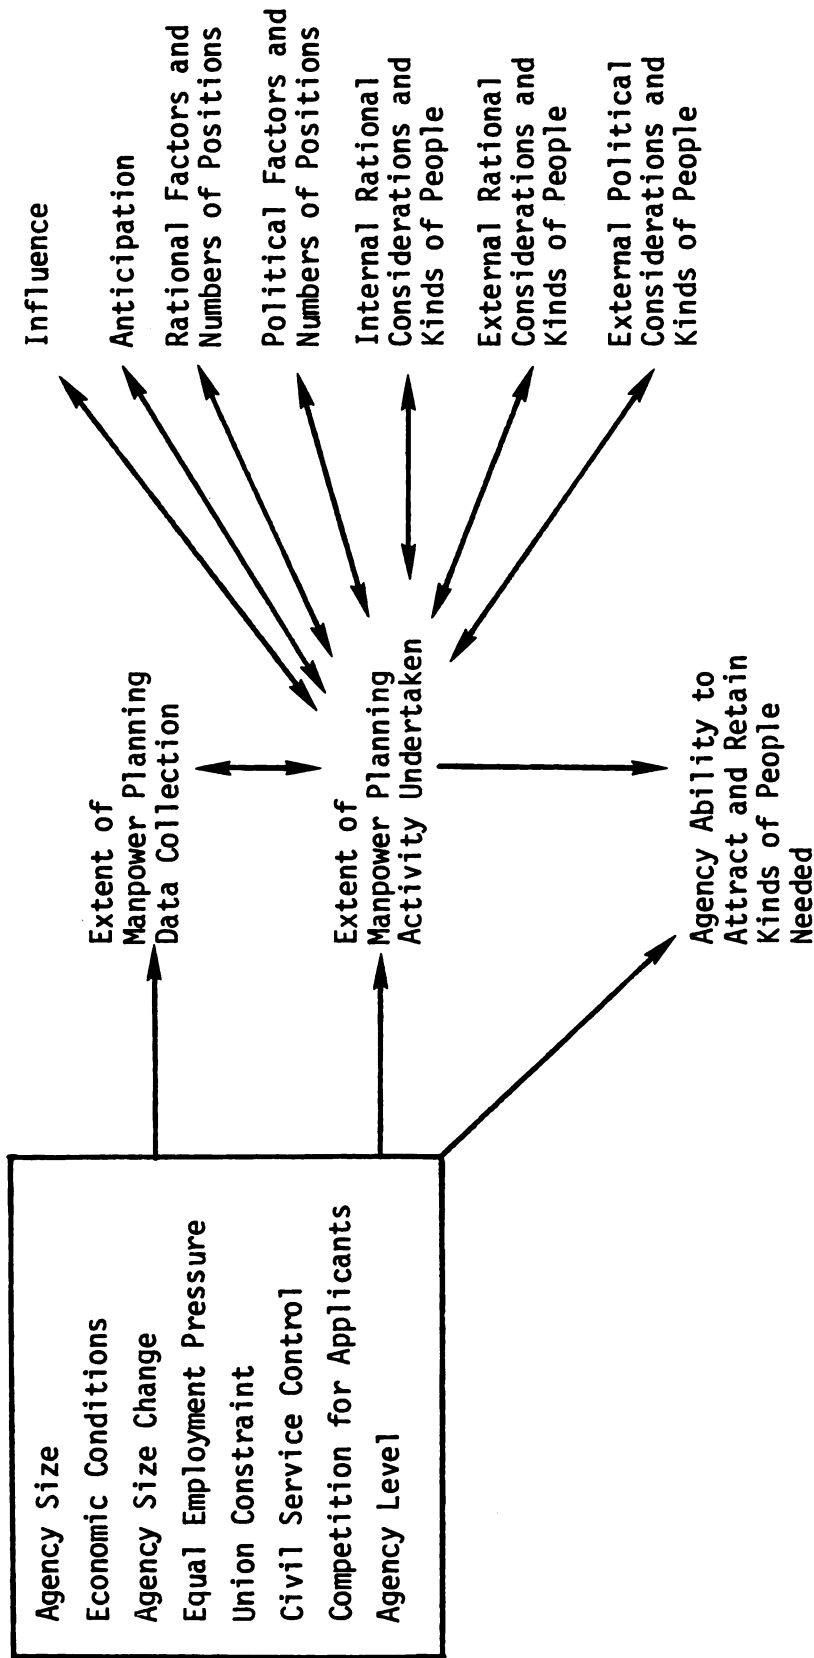 Agency Size
Economic Conditions
Agency Size Change
Equal Employment Pressure
Union Constraint
Civil Service Control
Competition for Applicants
Agency Level
Extent of
Manpower Planning
Data Collection
Extent of
Manpower Planning
Activity Undertaken
Agency Ability to
Attract and Retain
Kinds of People
Needed
Influence
Anticipation
Rational Factors and
Numbers of Positions
Political Factors and
Numbers of Positions
Internal Rational
Considerations and
Kinds of People
External Rational
Considerations and
Kinds of People
External Political
Considerations and
Kinds of People